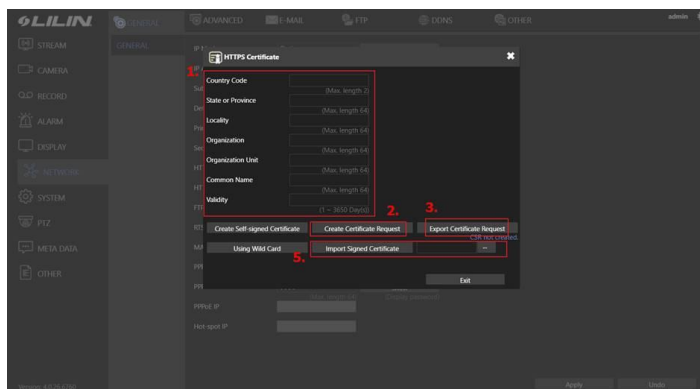 LILIN
GENERAL
ADVANCED
E-MAIL
FTP
DDNS
OTHER
admin
STREAM
GENERAL
CAMERA
RECORD
ALARM
DISPLAY
NETWORK
SYSTEM
PTZ
META DATA
OTHER
HTTPS Certificate
1.
Country Code
(Max. length 2)
State or Province
(Max. length 64)
Locality
(Max. length 64)
Organization
(Max. length 64)
Organization Unit
(Max. length 64)
Common Name
(Max. length 64)
Validity
(1 ~ 3650 Day(s))
2.
3.
Create Self-signed Certificate
Create Certificate Request
Export Certificate Request
CSR not created.
Using Wild Card
5.
Import Signed Certificate
...
Exit
PPPoE IP
Hot-spot IP
Apply
Undo